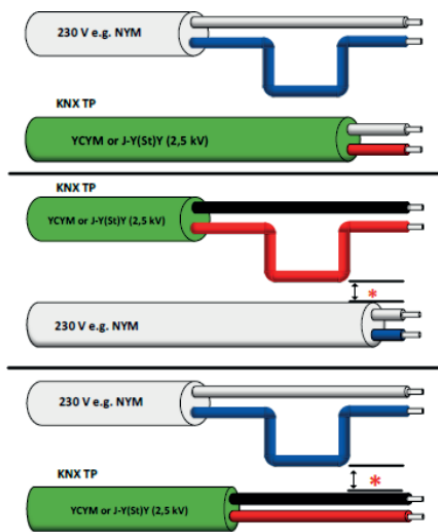 230 V e.g. NYM
KNX TP
YCYM or J-Y(St)Y (2,5 kV)
KNX TP
YCYM or J-Y(St)Y (2,5 kV)
*
230 V e.g. NYM
230 V e.g. NYM
*
KNX TP
YCYM or J-Y(St)Y (2,5 kV)